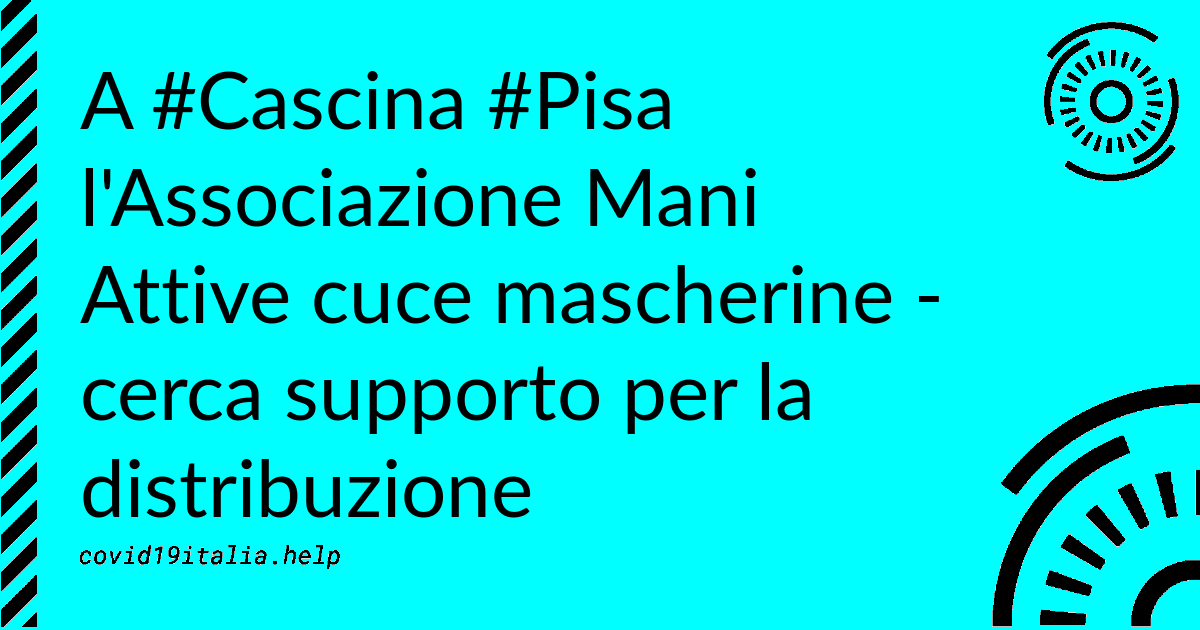 A #Cascina #Pisa
l'Associazione Mani
Attive cuce mascherine -
cerca supporto per la
distribuzione
covid19italia.help